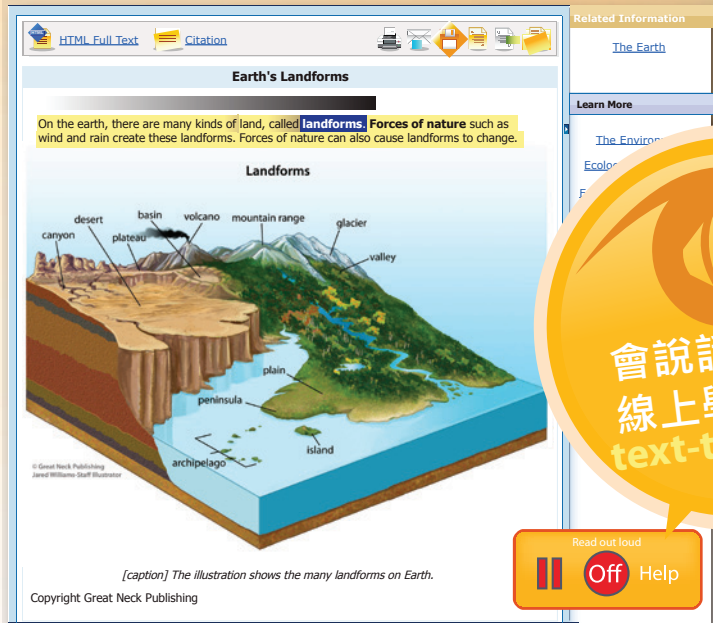 Related Information
HTML Full Text
Citation
The Earth
Earth's Landforms
Learn More
On the earth, there are many kinds of land, called landforms. Forces of nature such as
wind and rain create these landforms. Forces of nature can also cause landforms to change.
The
Landforms
desert
basin
volcano
mountain range
glacier
canyon
plateau
valley
plain
peninsula
island
archipelago
© Great Neck Publishing
Jared Williams-Staff Illustrator
會說
線上
Read out loud
Off
Help
[caption] The illustration shows the many landforms on Earth.
Copyright Great Neck Publishing